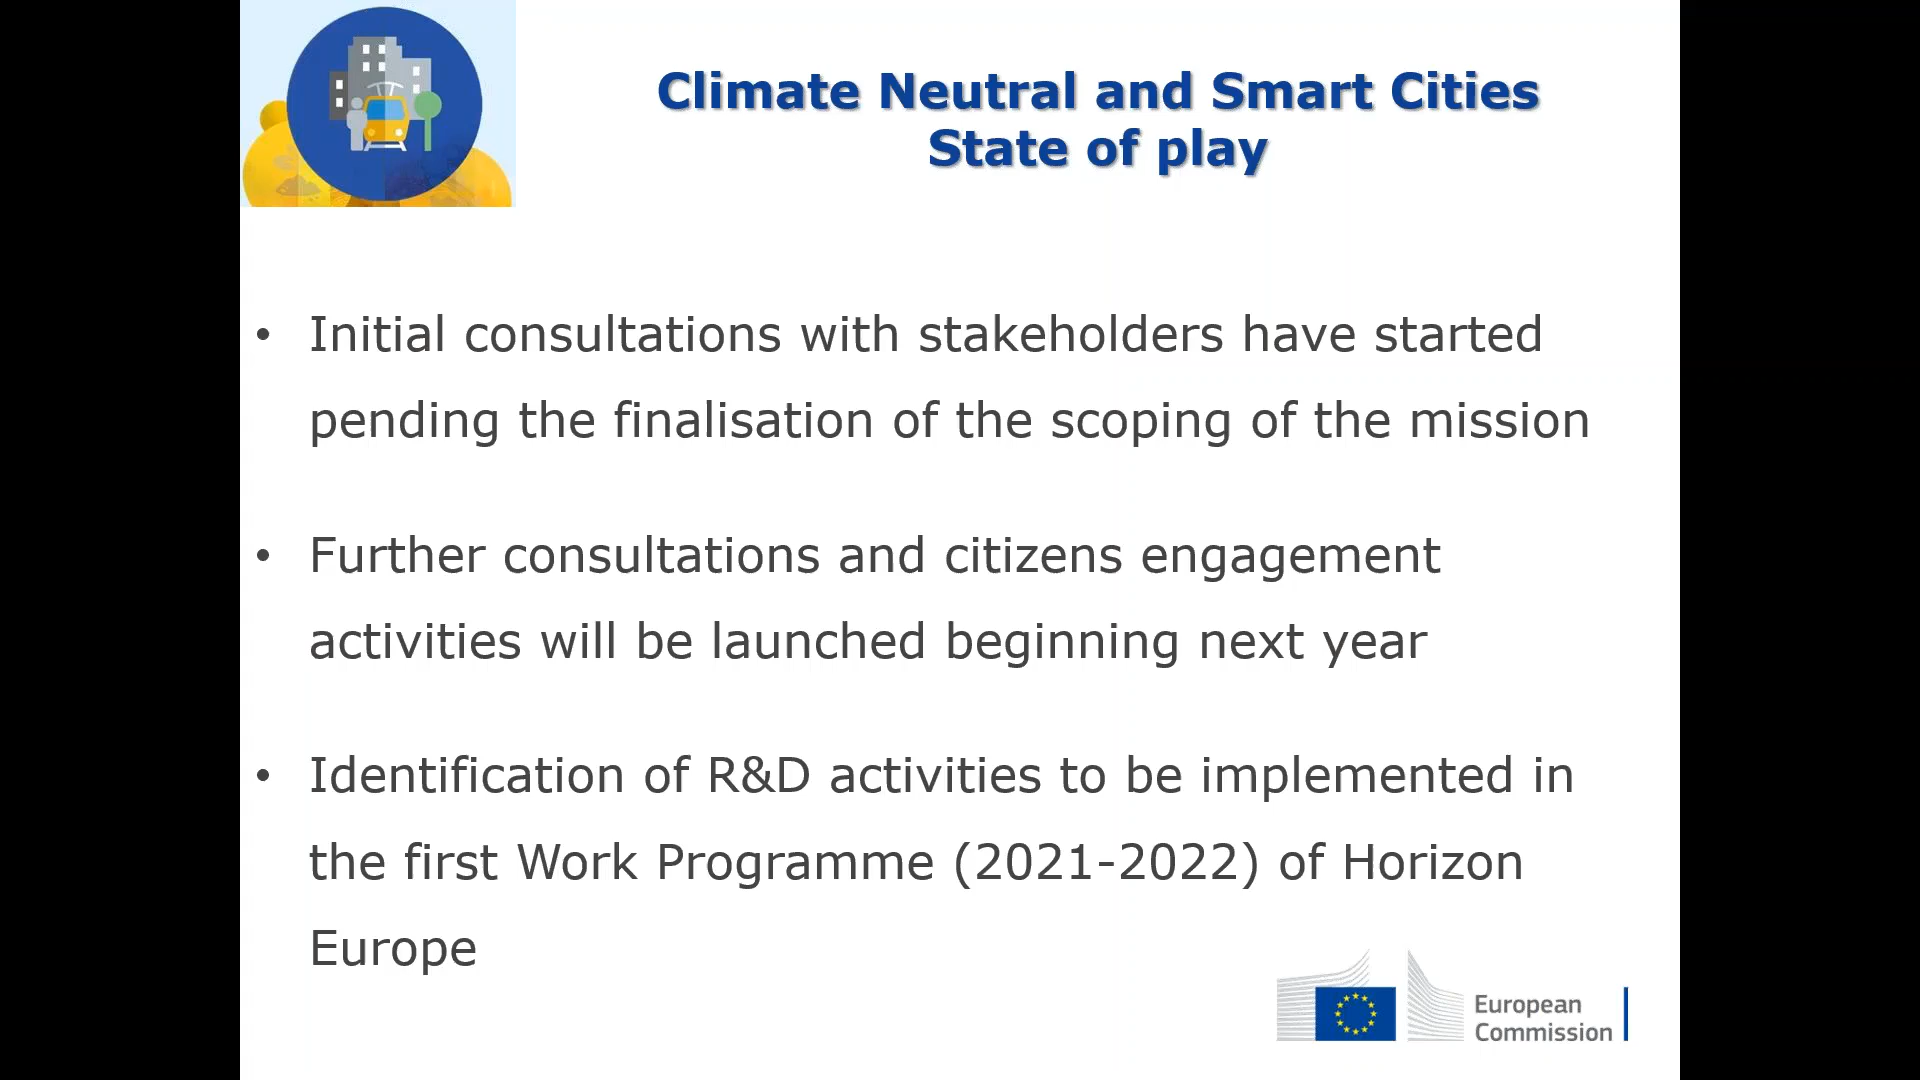 Climate Neutral and Smart Cities
State of play
• Initial consultations with stakeholders have started
pending the finalisation of the scoping of the mission
• Further consultations and citizens engagement
activities will be launched beginning next year
• Identification of R&D activities to be implemented in
the first Work Programme (2021-2022) of Horizon
Europe
European
Commission